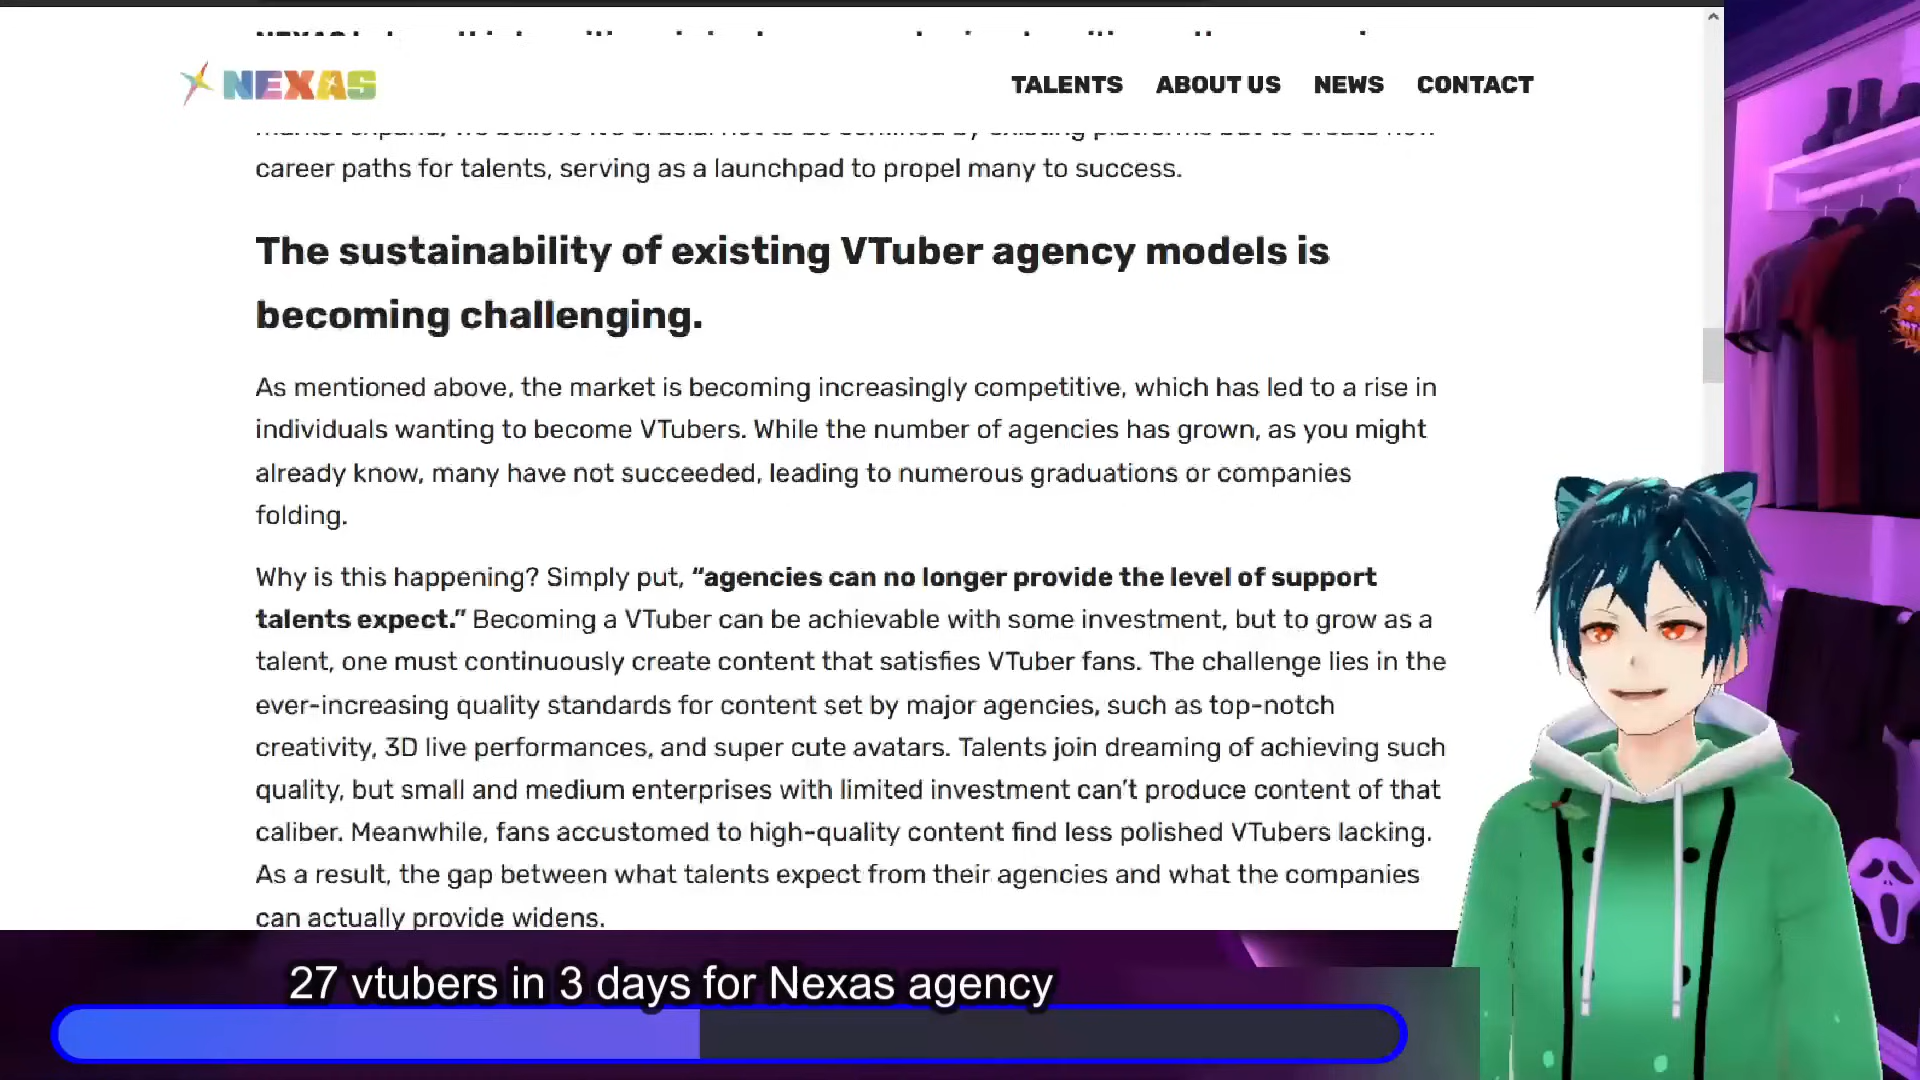 NEXAS
TALENTS
ABOUT US
NEWS
CONTACT
career paths for talents, serving as a launchpad to propel many to success.
The sustainability of existing VTuber agency models is
becoming challenging.
As mentioned above, the market is becoming increasingly competitive, which has led to a rise in
individuals wanting to become VTubers. While the number of agencies has grown, as you might
already know, many have not succeeded, leading to numerous graduations or companies
folding.
Why is this happening? Simply put, “agencies can no longer provide the level of support
talents expect.” Becoming a VTuber can be achievable with some investment, but to grow as a
talent, one must continuously create content that satisfies VTuber fans. The challenge lies in the
ever-increasing quality standards for content set by major agencies, such as top-notch
creativity, 3D live performances, and super cute avatars. Talents join dreaming of achieving such
quality, but small and medium enterprises with limited investment can’t produce content of that
caliber. Meanwhile, fans accustomed to high-quality content find less polished VTubers lacking.
As a result, the gap between what talents expect from their agencies and what the companies
can actually provide widens.
27 vtubers in 3 days for Nexas agency